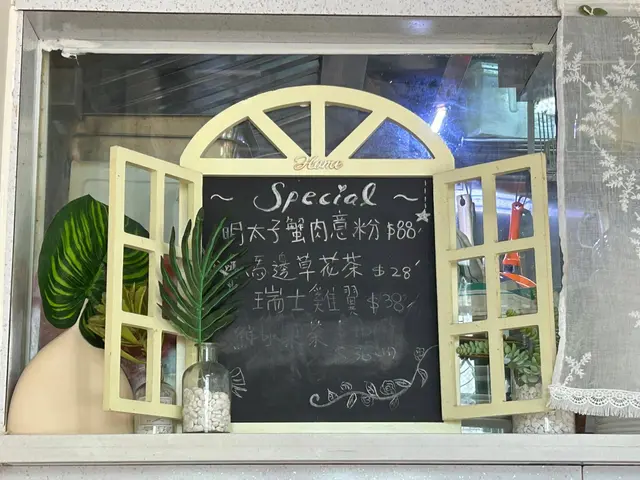 Home
~ Special ~
明太子蟹肉意粉 $88
馬邊草花茶 $28
瑞士雞翼 $38